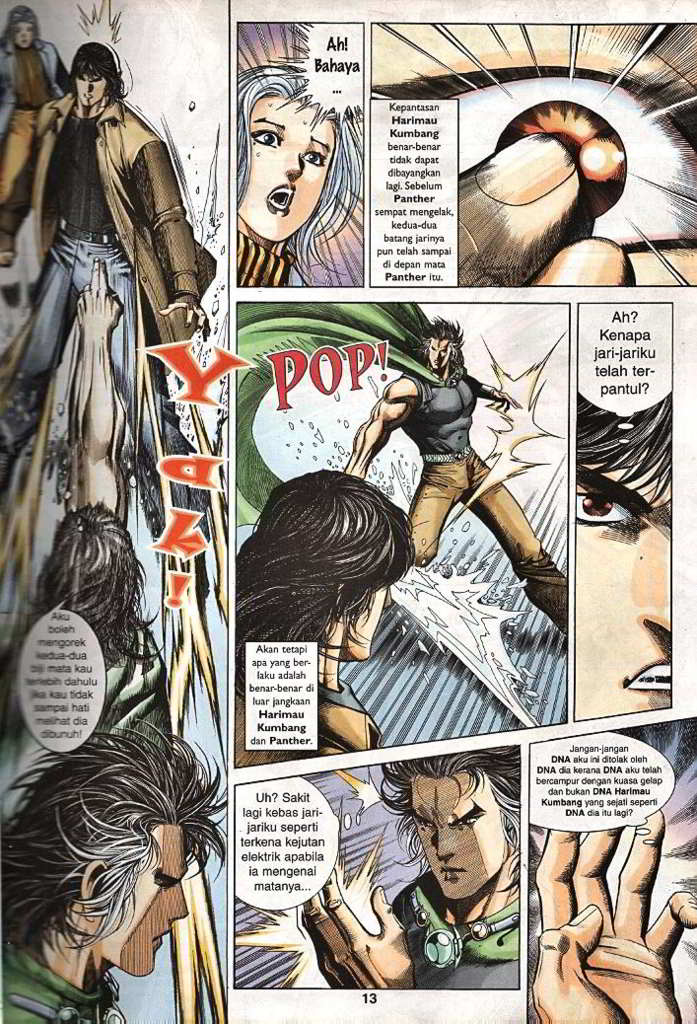 Aku
boleh
mengorek
kedua-dua
biji mata kau
terlebih dahulu
jika kau tidak
sampai hati
melihat dia
dibunuh!
Yak!
Ah!
Bahaya
...
Kepantasan
Harimau
Kumbang
benar-benar
tidak dapat
dibayangkan
lagi. Sebelum
Panther
sempat mengelak,
kedua-dua
batang jarinya
pun telah sampai
di depan mata
Panther itu.
POP!
Akan tetapi
apa yang ber-
laku adalah
benar-benar di
luar jangkaan
Harimau
Kumbang
dan Panther.
Ah?
Kenapa
jari-jariku
telah ter-
pantul?
Uh? Sakit
lagi kebas jari-
jariku seperti
terkena kejutan
elektrik apabila
ia mengenai
matanya...
Jangan-jangan
DNA aku ini ditolak oleh
DNA dia kerana DNA aku telah
bercampur dengan kuasa gelap
dan bukan DNA Harimau
Kumbang yang sejati seperti
DNA dia itu?
13